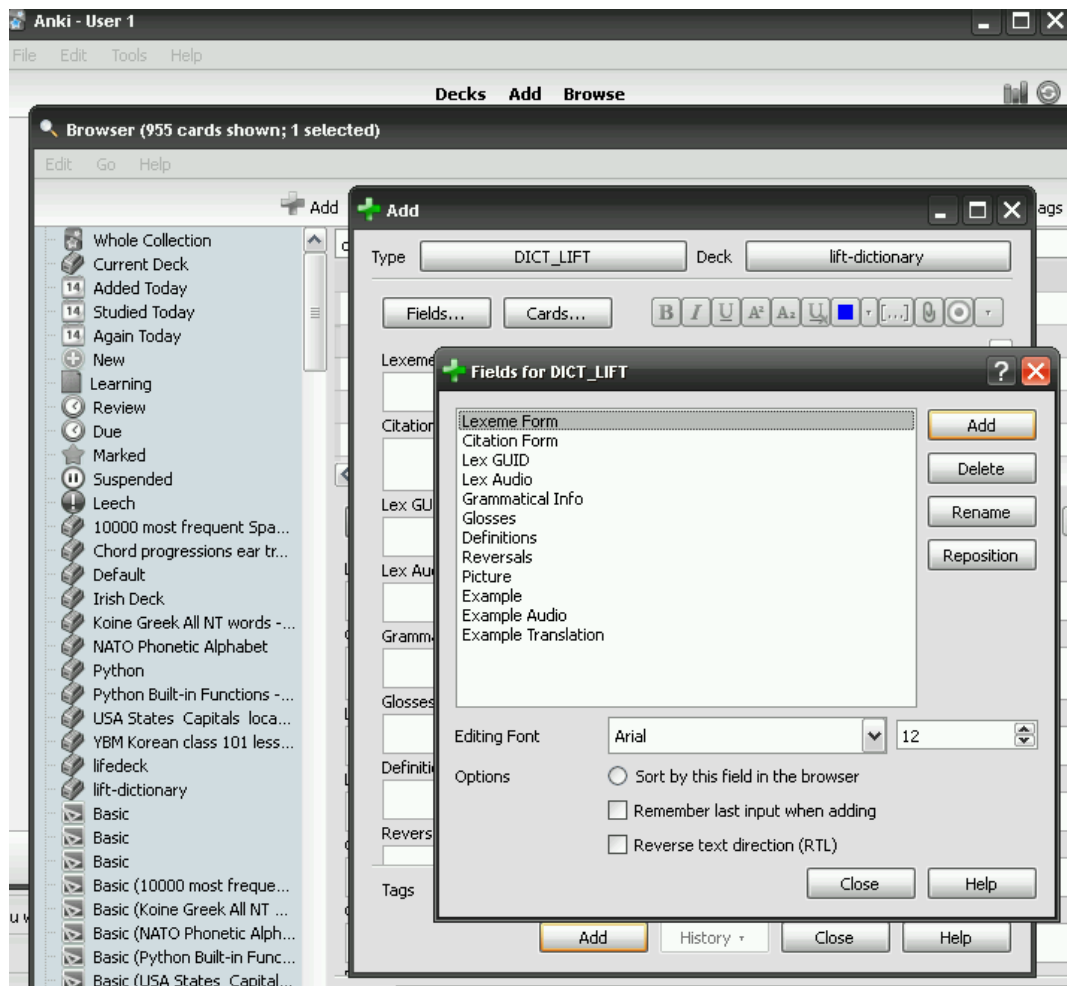 Anki - User 1
File Edit Tools Help
Decks Add Browse
Browser (955 cards shown; 1 selected)
Edit Go Help
Add
ags
Whole Collection
Current Deck
14 Added Today
14 Studied Today
14 Again Today
New
Learning
Review
Due
Marked
Suspended
Leech
10000 most frequent Spa...
Chord progressions ear tr...
Default
Irish Deck
Koine Greek All NT words -...
NATO Phonetic Alphabet
Python
Python Built-in Functions -...
USA States Capitals loca...
YBM Korean class 101 less...
lifedeck
lift-dictionary
Basic
Basic
Basic
Basic (10000 most freque...
Basic (Koine Greek All NT ...
Basic (NATO Phonetic Alph...
Basic (Python Built-in Func...
Basic (USA States Capital...
Add
Type DICT_LIFT Deck lift-dictionary
Fields... Cards... B I U A² A₂ U [...]
Lexeme
Citation
Lex GU
Lex Au
Gramma
Glosses
Definiti
Revers
Tags
Add History Close Help
Fields for DICT_LIFT
?
Lexeme Form
Citation Form
Lex GUID
Lex Audio
Grammatical Info
Glosses
Definitions
Reversals
Picture
Example
Example Audio
Example Translation
Add
Delete
Rename
Reposition
Editing Font Arial 12
Options Sort by this field in the browser
Remember last input when adding
Reverse text direction (RTL)
Close Help